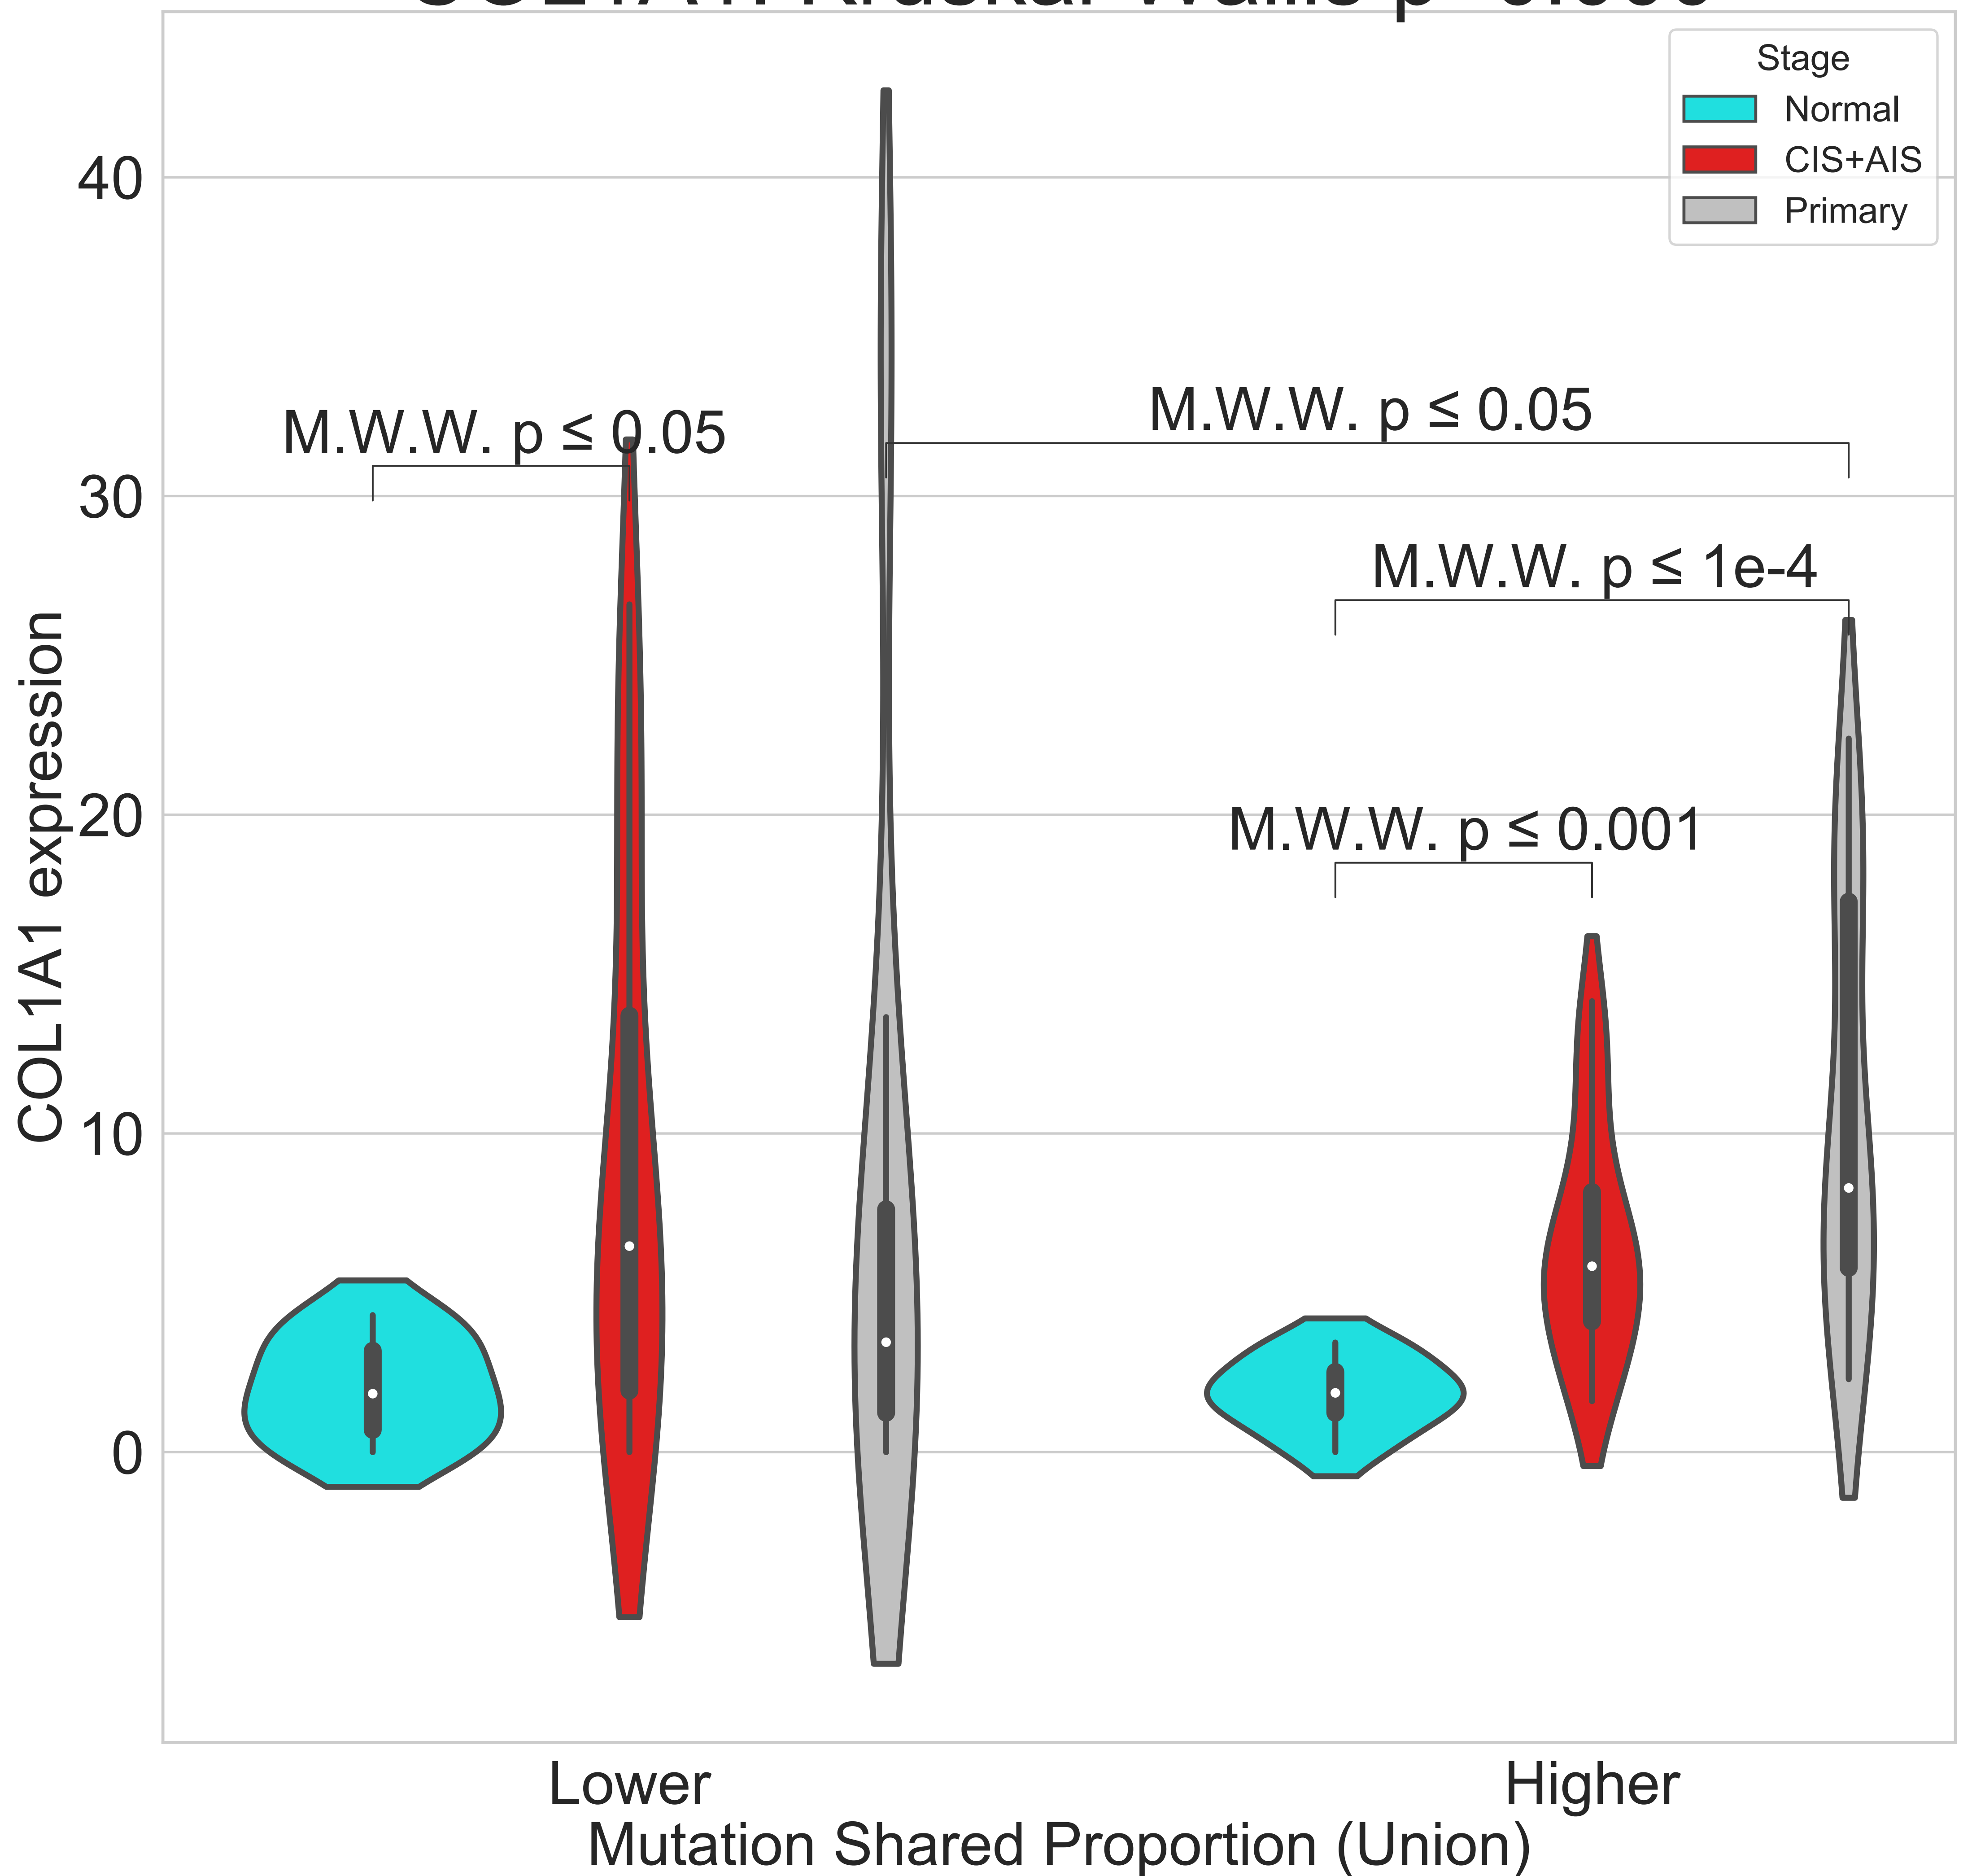 Stage
Normal
CIS+AIS
Primary
40
30
20
10
0
COL1A1 expression
M.W.W. p ≤ 0.05
M.W.W. p ≤ 0.05
M.W.W. p ≤ 1e-4
M.W.W. p ≤ 0.001
Lower
Higher
Mutation Shared Proportion (Union)